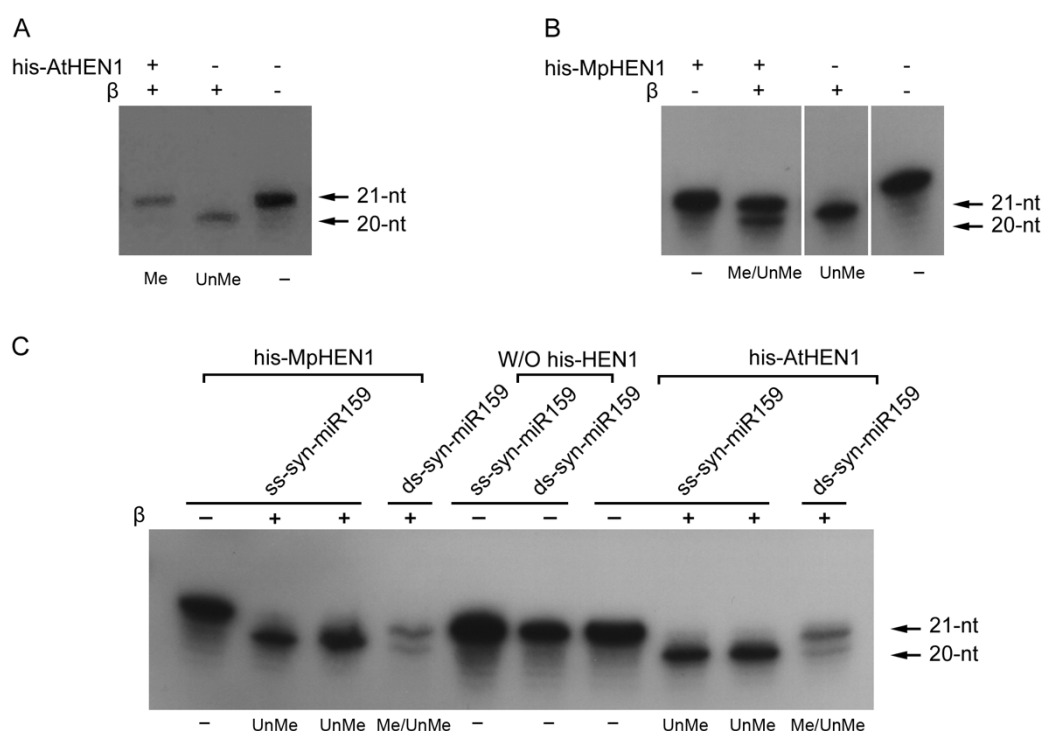 A
his-AtHEN1 + - -
β + + -
21-nt
20-nt
Me UnMe –
B
his-MpHEN1 + + - -
β - + + -
21-nt
20-nt
– Me/UnMe UnMe –
C
his-MpHEN1 W/O his-HEN1 his-AtHEN1
ss-syn-miR159 ds-syn-miR159 ss-syn-miR159 ds-syn-miR159 ss-syn-miR159 ds-syn-miR159
β – + + + – – – + + +
21-nt
20-nt
– UnMe UnMe Me/UnMe – – – UnMe UnMe Me/UnMe